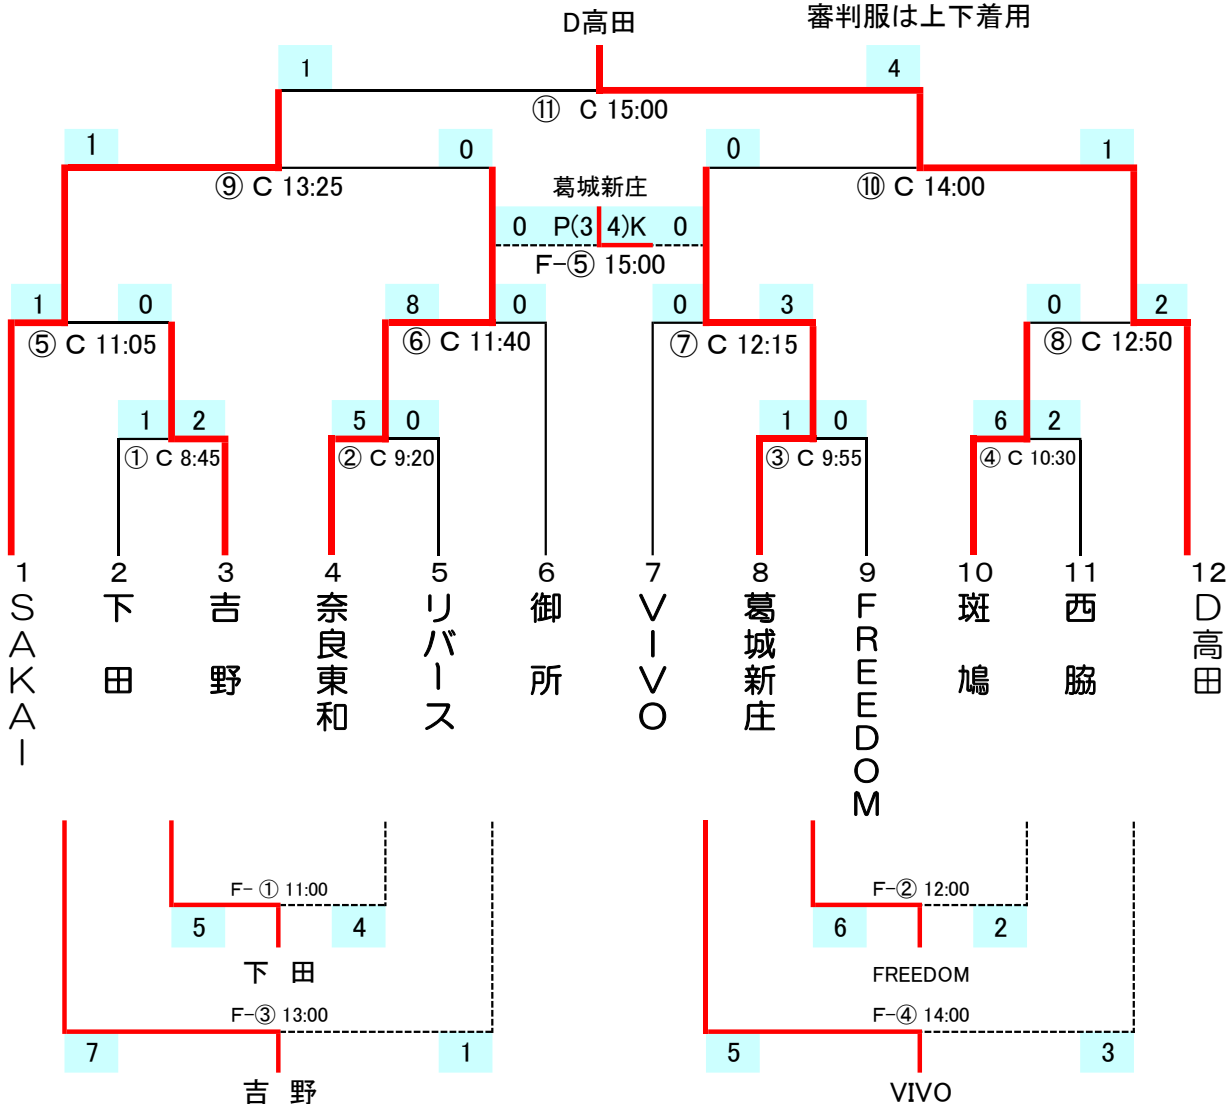 D高田
審判服は上下着用
1
4
⑪ C 15:00
1
0
0
1
⑨ C 13:25
葛城新庄
⑩ C 14:00
0 P(3 4)K 0
F-⑤ 15:00
1 0
8 0
0 3
0 2
⑤ C 11:05
⑥ C 11:40
⑦ C 12:15
⑧ C 12:50
1 2
5 0
1 0
6 2
① C 8:45
② C 9:20
③ C 9:55
④ C 10:30
1
2
3
4
5
6
7
8
9
10
11
12
SAKAI
下田
吉野
奈良東和
リバース
御所
VIVO
葛城新庄
FREEDOM
斑鳩
西脇
D高田
F- ① 11:00
F-② 12:00
5 4
6 2
下 田
FREEDOM
F-③ 13:00
F-④ 14:00
7 1
5 3
吉 野
VIVO